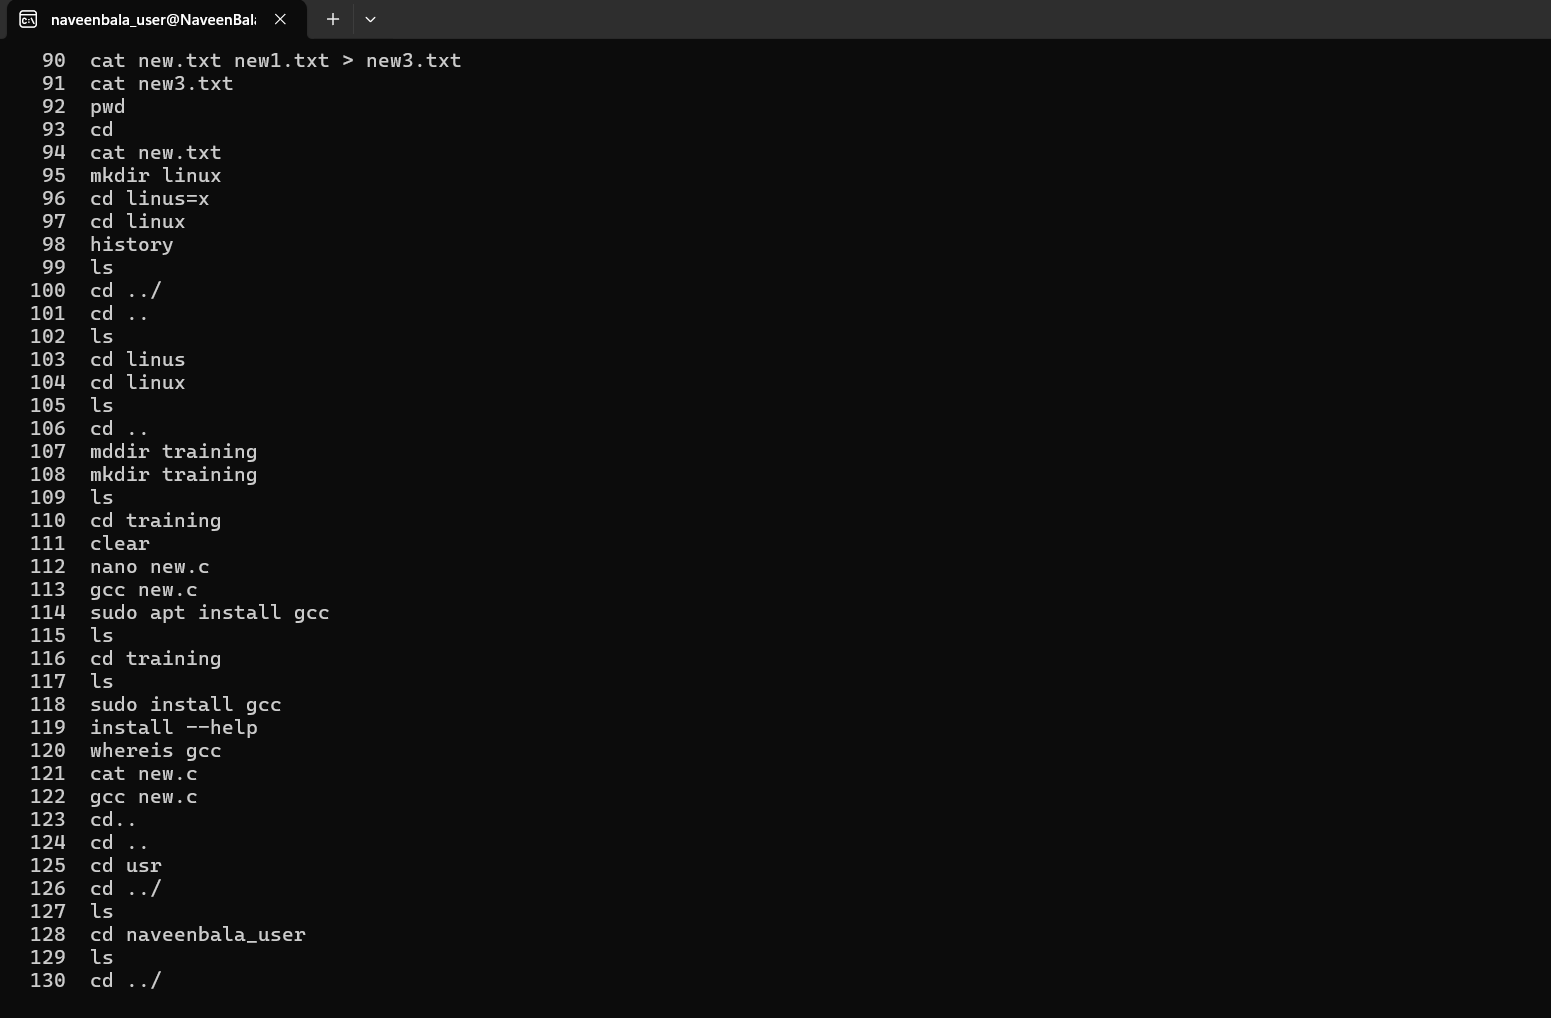 naveenbala_user@NaveenBal
90 cat new.txt new1.txt > new3.txt
91 cat new3.txt
92 pwd
93 cd
94 cat new.txt
95 mkdir linux
96 cd linus=x
97 cd linux
98 history
99 ls
100 cd ../
101 cd ..
102 ls
103 cd linus
104 cd linux
105 ls
106 cd ..
107 mddir training
108 mkdir training
109 ls
110 cd training
111 clear
112 nano new.c
113 gcc new.c
114 sudo apt install gcc
115 ls
116 cd training
117 ls
118 sudo install gcc
119 install --help
120 whereis gcc
121 cat new.c
122 gcc new.c
123 cd..
124 cd ..
125 cd usr
126 cd ../
127 ls
128 cd naveenbala_user
129 ls
130 cd ../